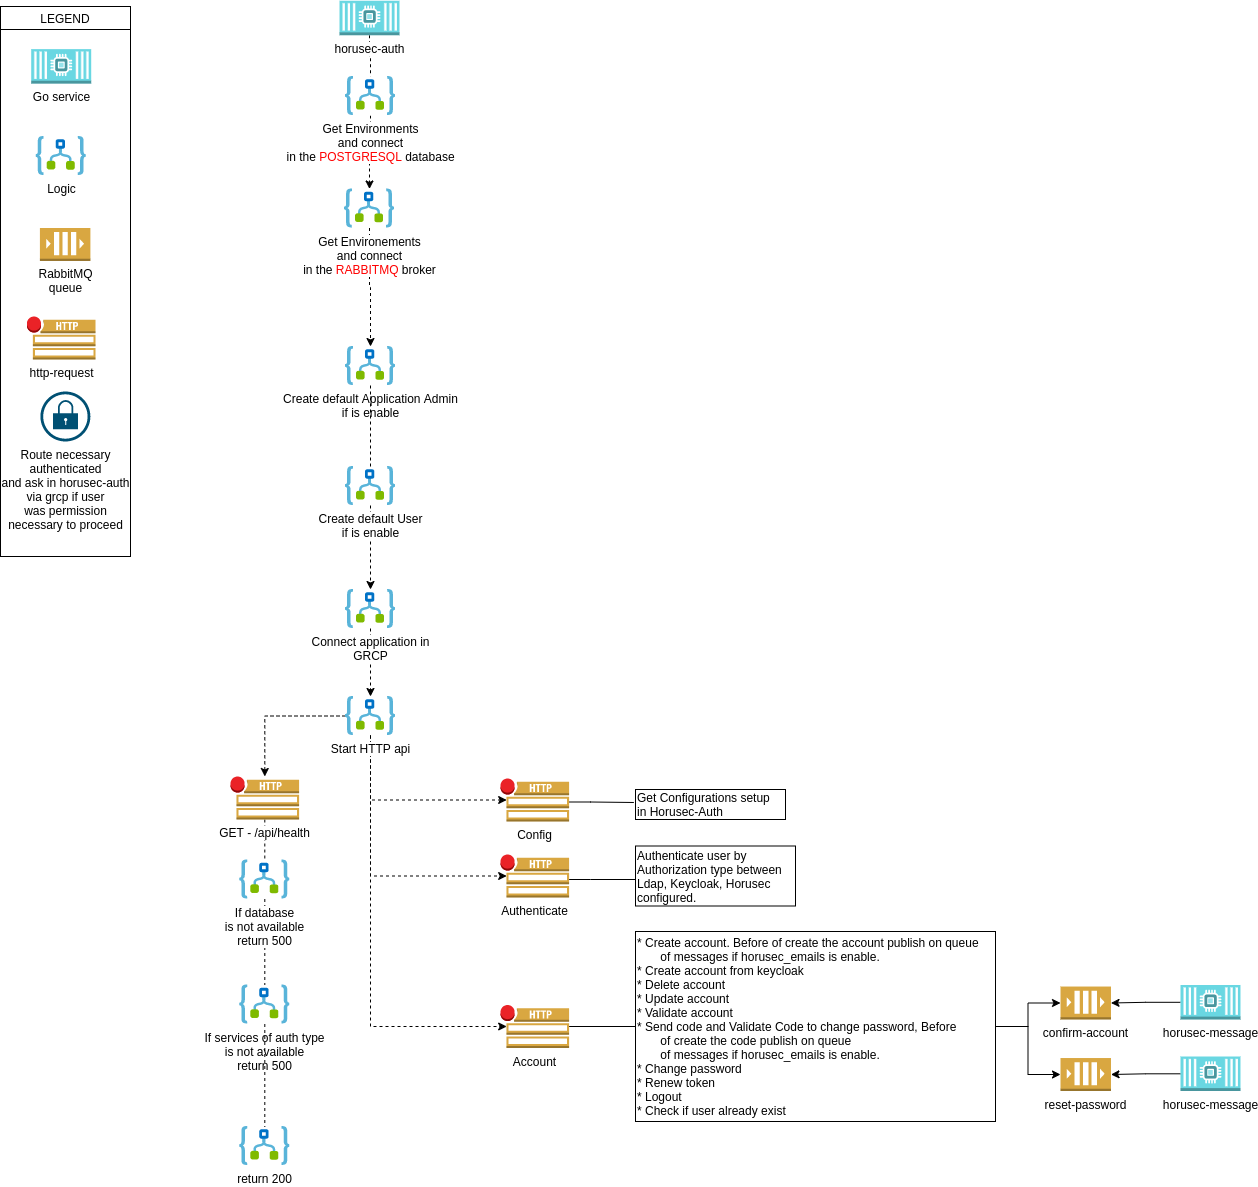 LEGEND
Go service
Logic
RabbitMQ
queue
HTTP
http-request
Route necessary
authenticated
and ask in horusec-auth
via grcp if user
was permission
necessary to proceed
horusec-auth
Get Environments
and connect
in the POSTGRESQL database
Get Environements
and connect
in the RABBITMQ broker
Create default Application Admin
if is enable
Create default User
if is enable
Connect application in
GRCP
Start HTTP api
HTTP
GET - /api/health
If database
is not available
return 500
If services of auth type
is not available
return 500
return 200
HTTP
Config
Get Configurations setup
in Horusec-Auth
HTTP
Authenticate
Authenticate user by
Authorization type between
Ldap, Keycloak, Horusec
configured.
HTTP
Account
* Create account. Before of create the account publish on queue
of messages if horusec_emails is enable.
* Create account from keycloak
* Delete account
* Update account
* Validate account
* Send code and Validate Code to change password, Before
of create the code publish on queue
of messages if horusec_emails is enable.
* Change password
* Renew token
* Logout
* Check if user already exist
confirm-account
horusec-message
reset-password
horusec-message